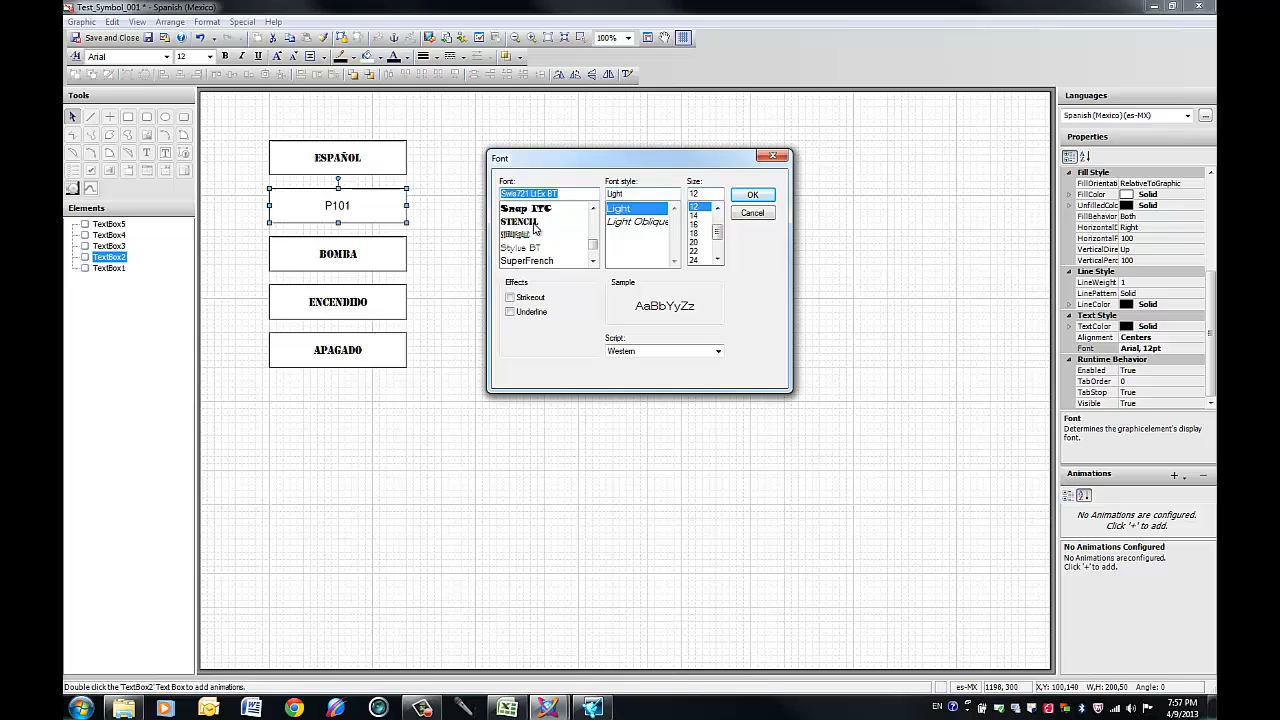 Test_Symbol_001 * - Spanish (Mexico)
Graphic Edit View Arrange Format Special Help
Save and Close 100%
Arial 12 B I U
Tools
Elements
TextBox5
TextBox4
TextBox3
TextBox2
TextBox1
ESPAÑOL
P101
BOMBA
ENCENDIDO
APAGADO
Font
Font: Font style: Size:
Swis721 LtEx BT Light 12
OK
Cancel
Snap ITC
STENCIL
Stylus BT
SuperFrench
Light
Light Oblique
12
14
16
18
20
22
24
Effects
Strikeout
Underline
Sample
AaBbYyZz
Script:
Western
Languages
Spanish (Mexico) (es-MX)
Properties
Fill Style
FillOrientati RelativeToGraphic
FillColor Solid
UnfilledCol Solid
FillBehavior Both
HorizontalD Right
HorizontalP 100
VerticalDire Up
VerticalPerc 100
Line Style
LineWeight 1
LinePattern Solid
LineColor Solid
Text Style
TextColor Solid
Alignment Centers
Font Arial, 12pt
Runtime Behavior
Enabled True
TabOrder 0
TabStop True
Visible True
Font
Determines the graphicelement's display
font.
Animations
No Animations are configured.
Click '+' to add.
No Animations Configured
No Animations are configured.
Click '+' to add.
Double click the 'TextBox2' Text Box to add animations.
es-MX 1198, 300 X,Y: 100,140 W,H: 200,50 Angle: 0
EN
7:57 PM
4/9/2013